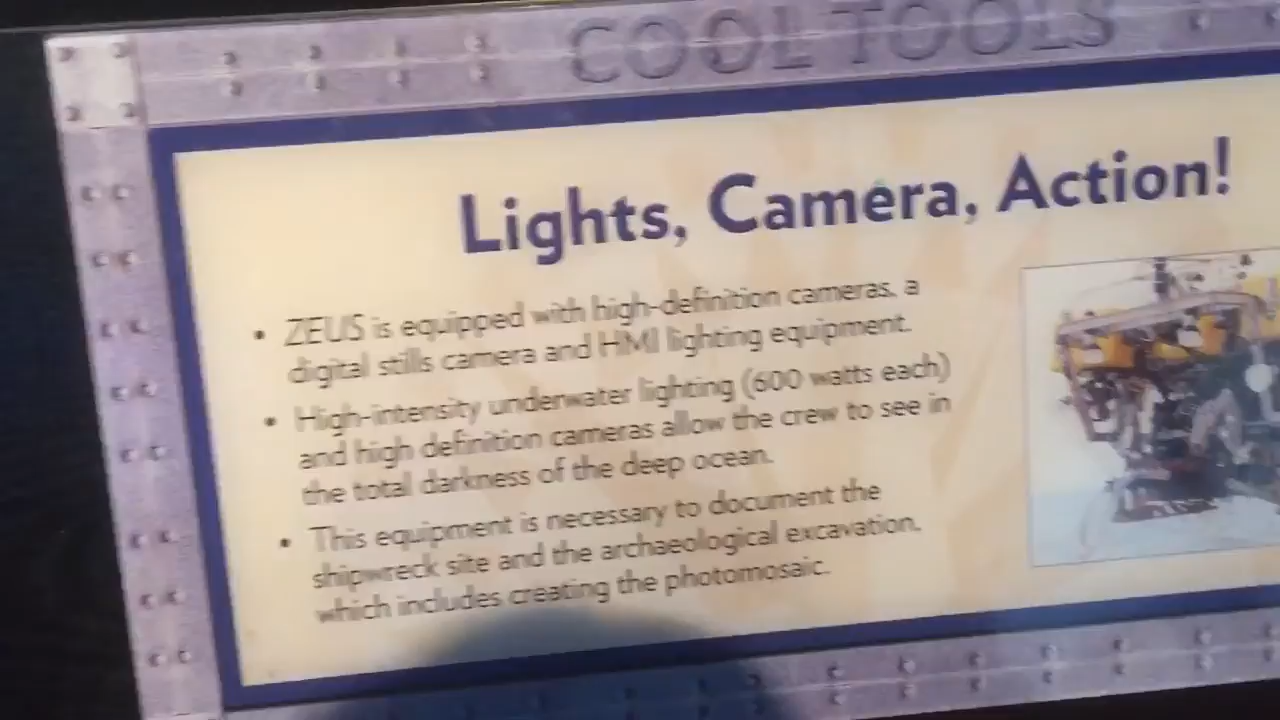 COOL TOOLS
Lights, Camera, Action!
• ZEUS is equipped with high-definition cameras, a
digital stills camera and HMI lighting equipment.
• High-intensity underwater lighting (600 watts each)
and high definition cameras allow the crew to see in
the total darkness of the deep ocean.
• This equipment is necessary to document the
shipwreck site and the archaeological excavation,
which includes creating the photomosaic.